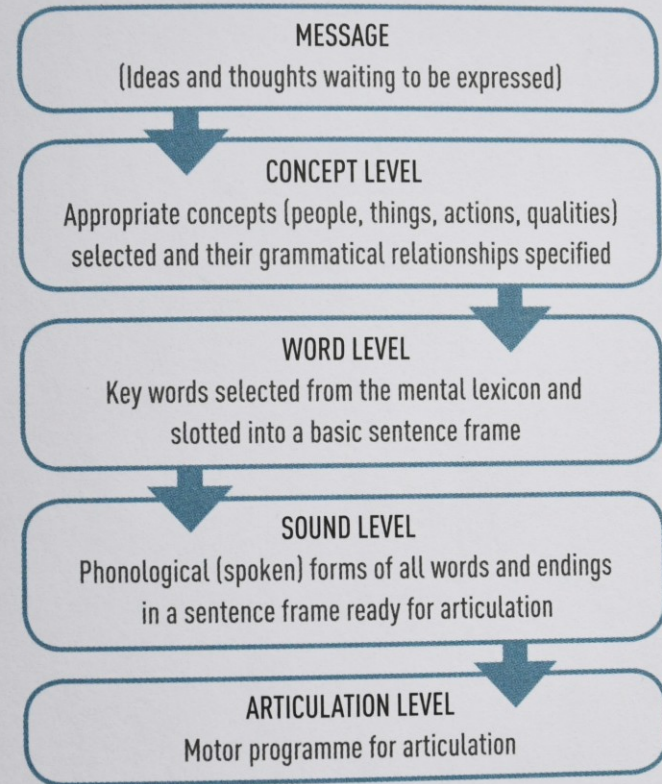 MESSAGE
(Ideas and thoughts waiting to be expressed)
CONCEPT LEVEL
Appropriate concepts (people, things, actions, qualities)
selected and their grammatical relationships specified
WORD LEVEL
Key words selected from the mental lexicon and
slotted into a basic sentence frame
SOUND LEVEL
Phonological (spoken) forms of all words and endings
in a sentence frame ready for articulation
ARTICULATION LEVEL
Motor programme for articulation